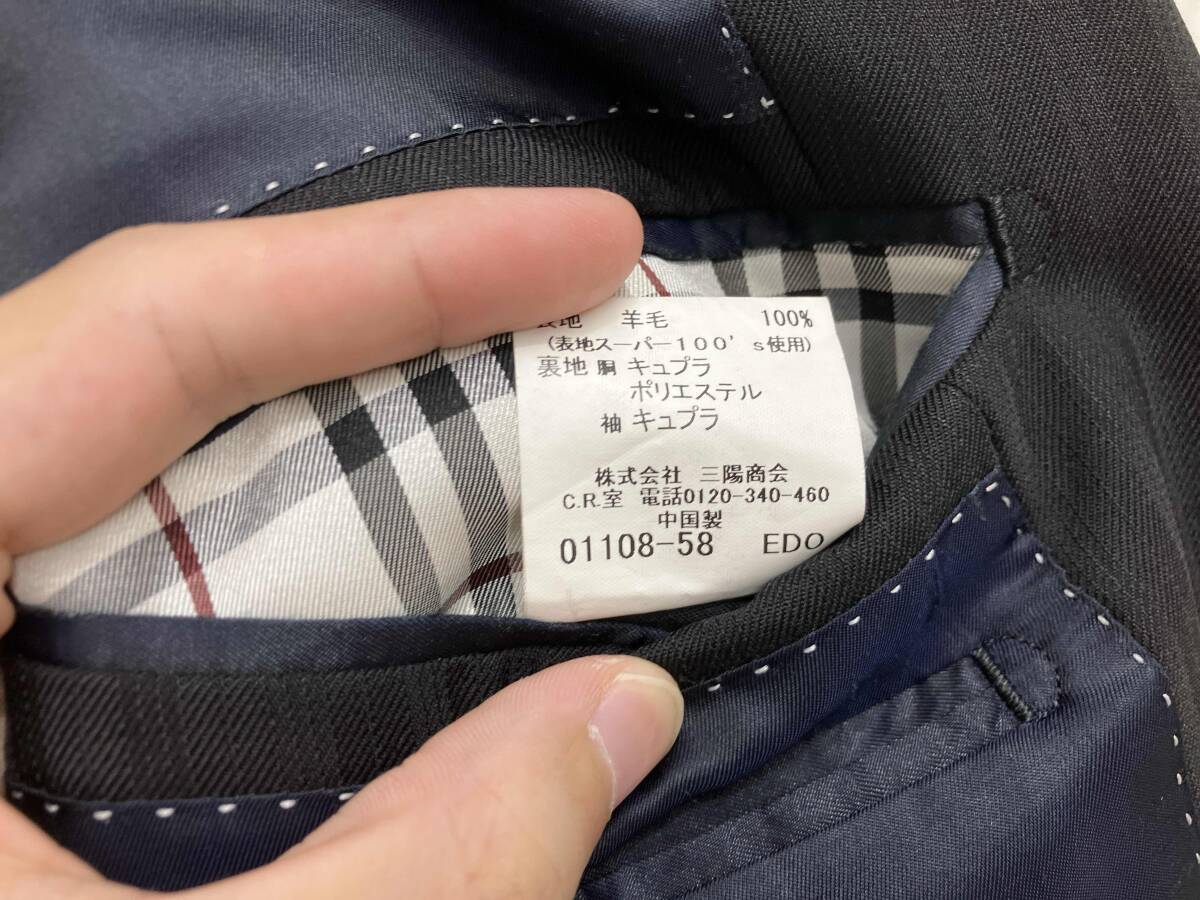 表地 羊毛 100%
(表地スーパー100's使用)
裏地 胴 キュプラ
ポリエステル
袖 キュプラ
株式会社 三陽商会
C.R.室 電話0120-340-460
中国製
01108-58 EDO